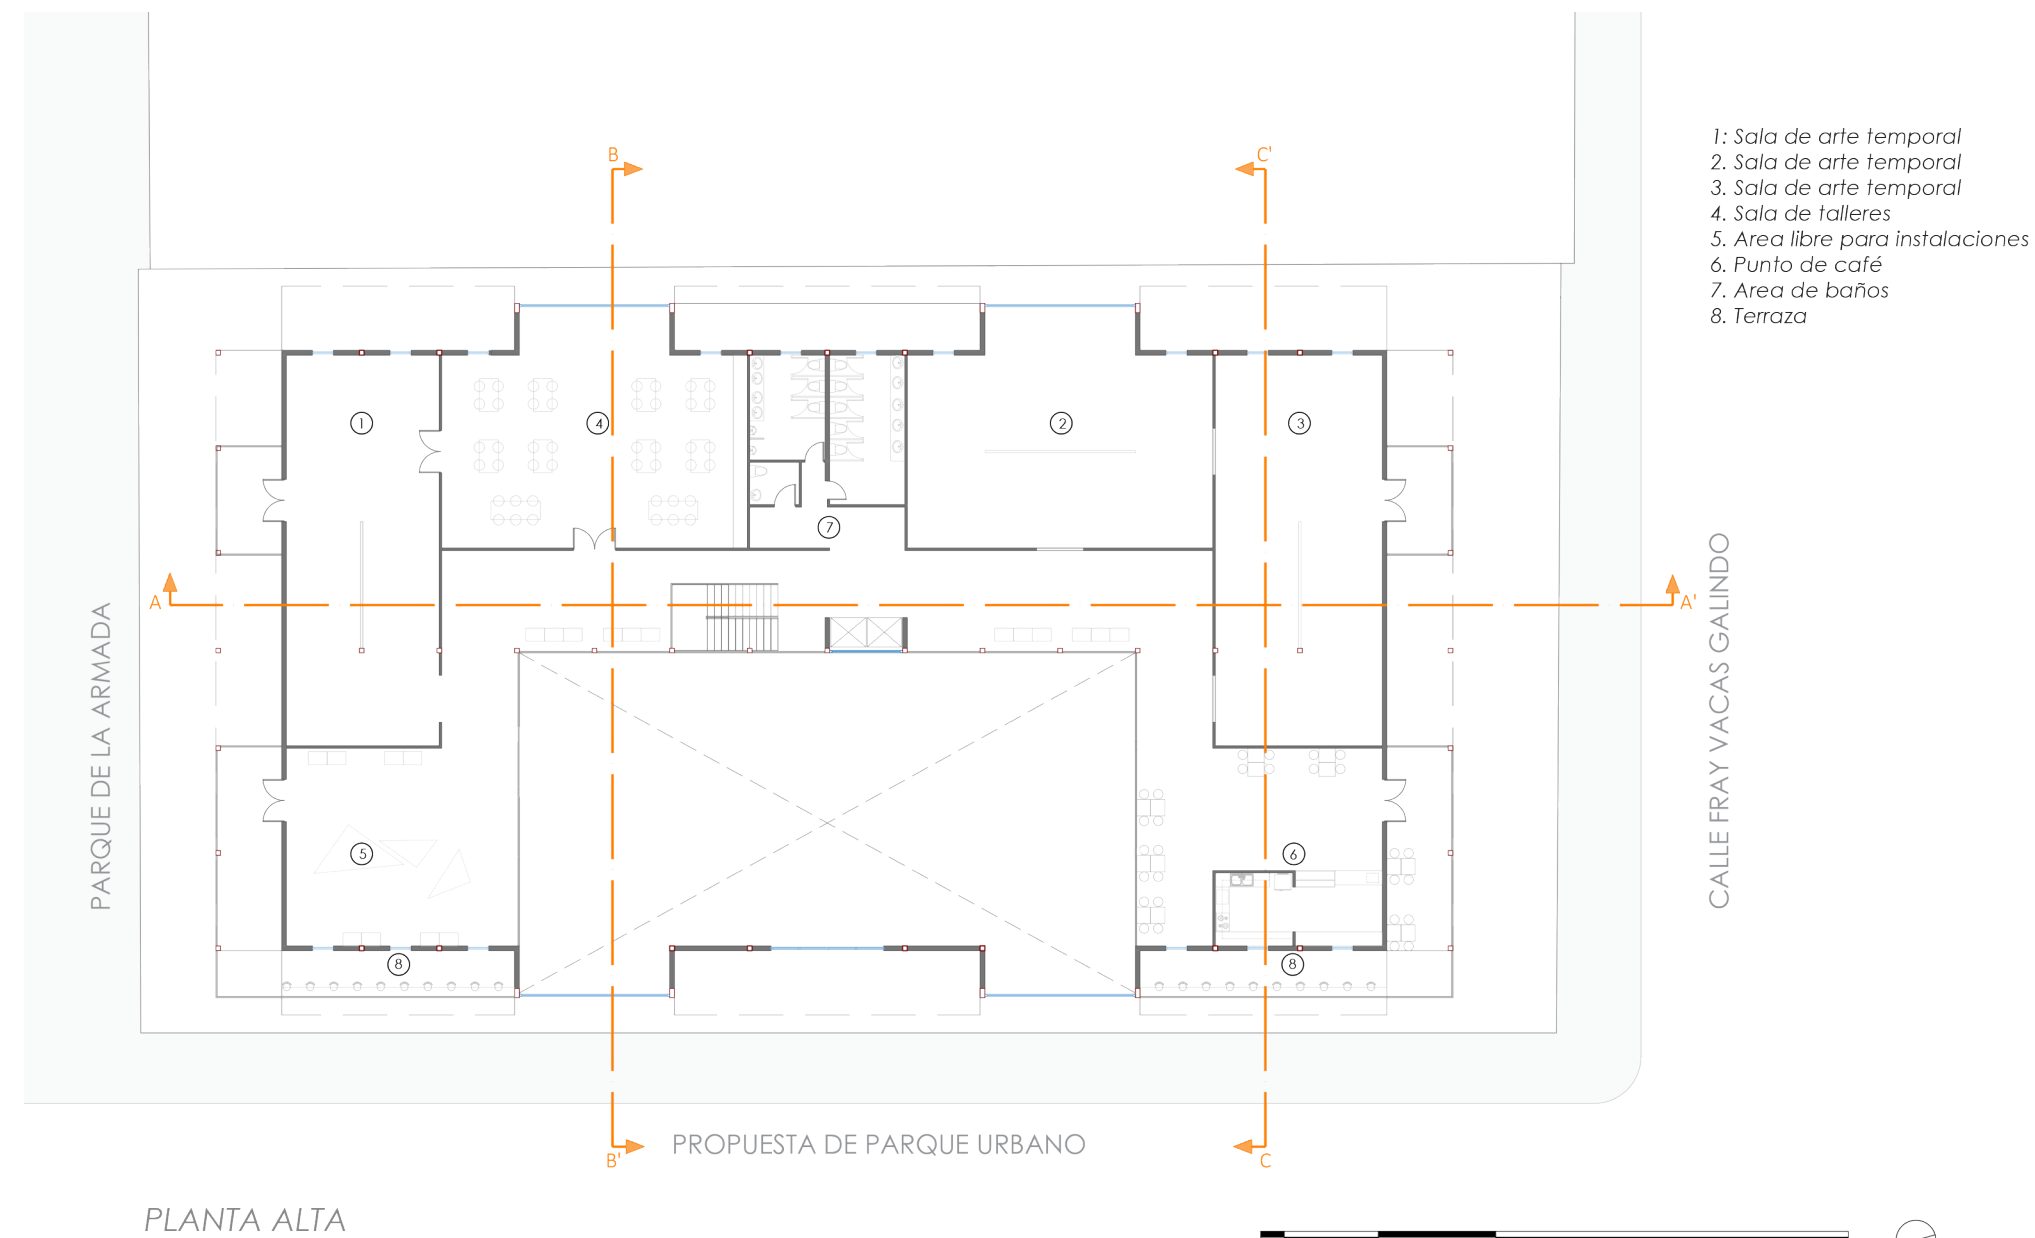 B
C'
1: Sala de arte temporal
2. Sala de arte temporal
3. Sala de arte temporal
4. Sala de talleres
5. Area libre para instalaciones
6. Punto de café
7. Area de baños
8. Terraza
1
4
2
3
7
A
A'
PARQUE DE LA ARMADA
CALLE FRAY VACAS GALINDO
5
6
8
8
B'
PROPUESTA DE PARQUE URBANO
C
PLANTA ALTA